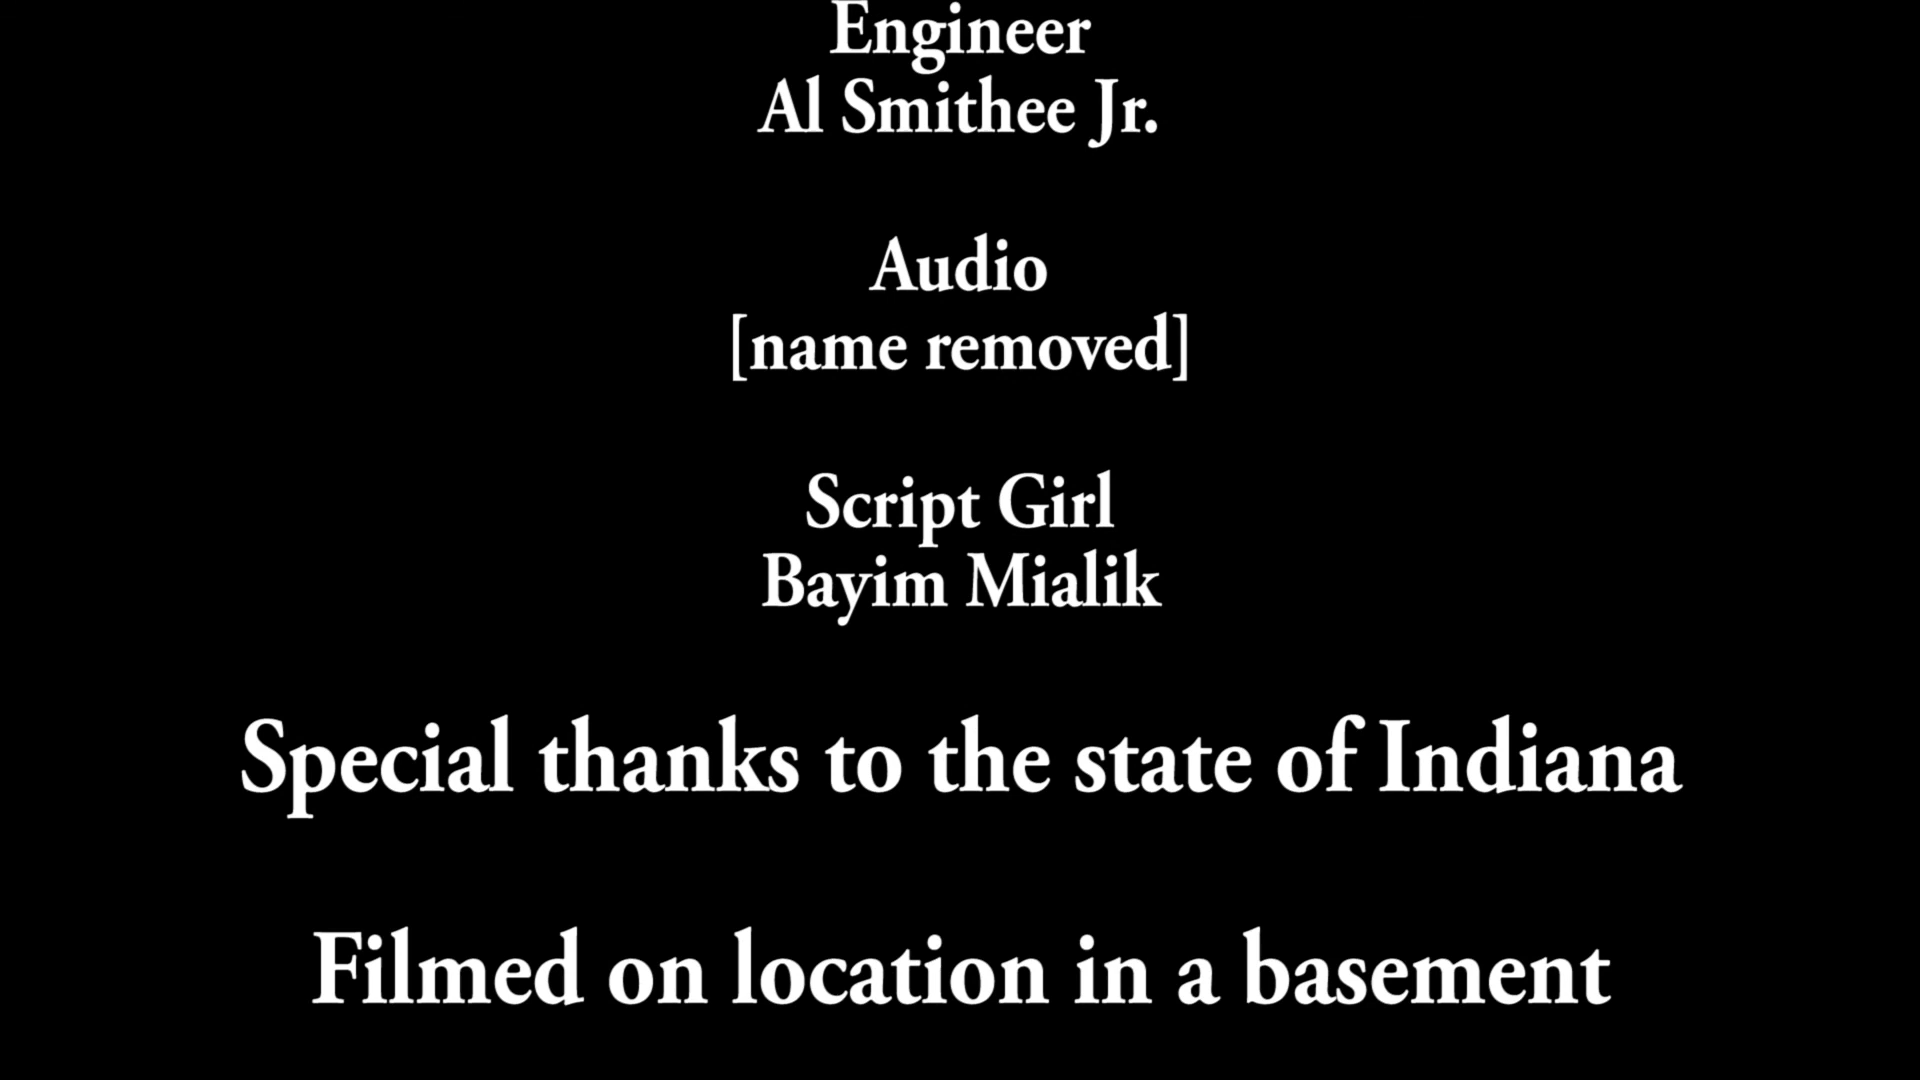 Engineer
Al Smithee Jr.
Audio
[name removed]
Script Girl
Bayim Mialik
Special thanks to the state of Indiana
Filmed on location in a basement